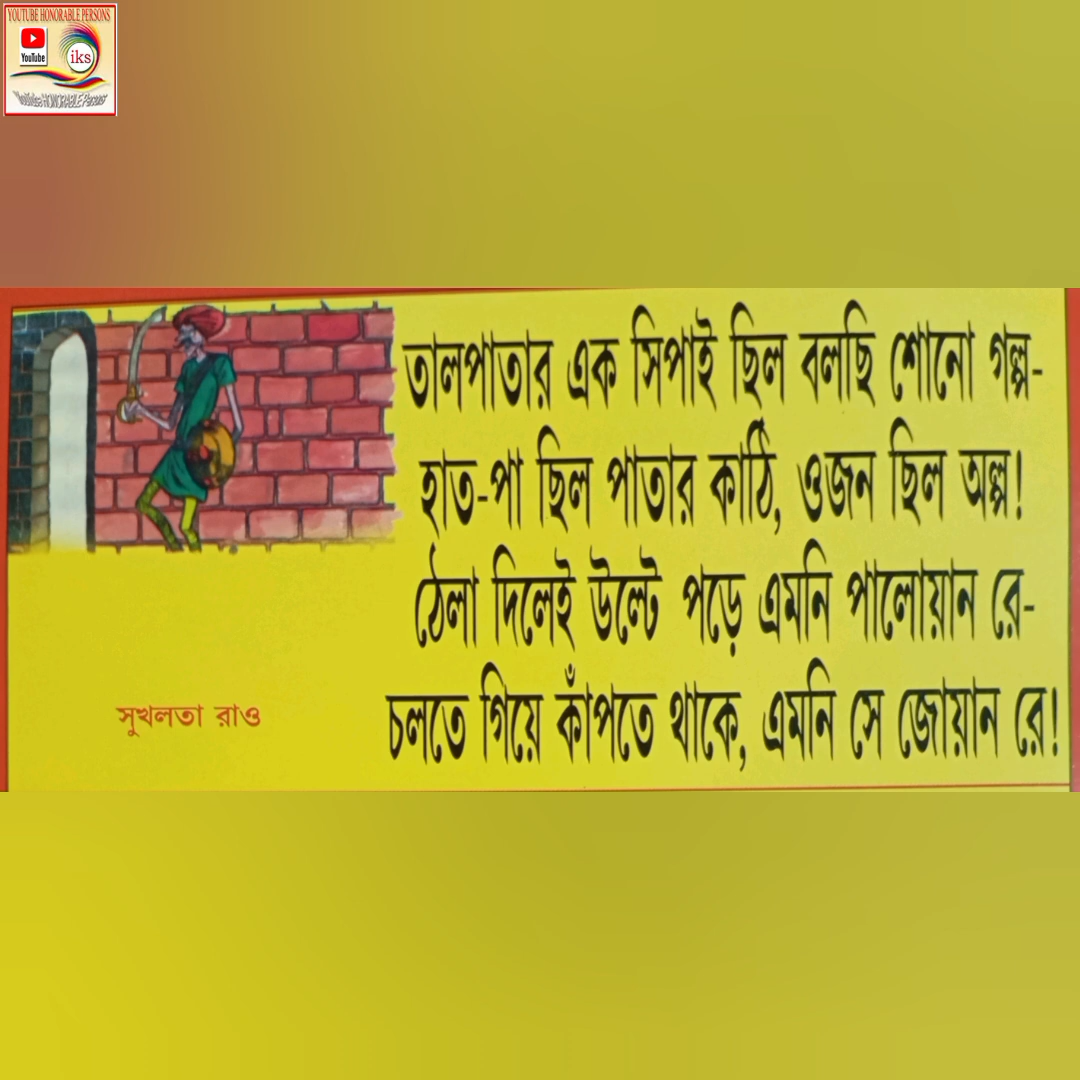 YOUTUBE HONORABLE PERSONS
YouTube
iks
তালপাতার এক সিপাই ছিল বলছি শোনো গল্প-
হাত-পা ছিল পাতার কাঠি, ওজন ছিল অল্প!
ঠেলা দিলেই উল্টে পড়ে এমনি পালোয়ান রে-
চলতে গিয়ে কাঁপতে থাকে, এমনি সে জোয়ান রে!
সুখলতা রাও